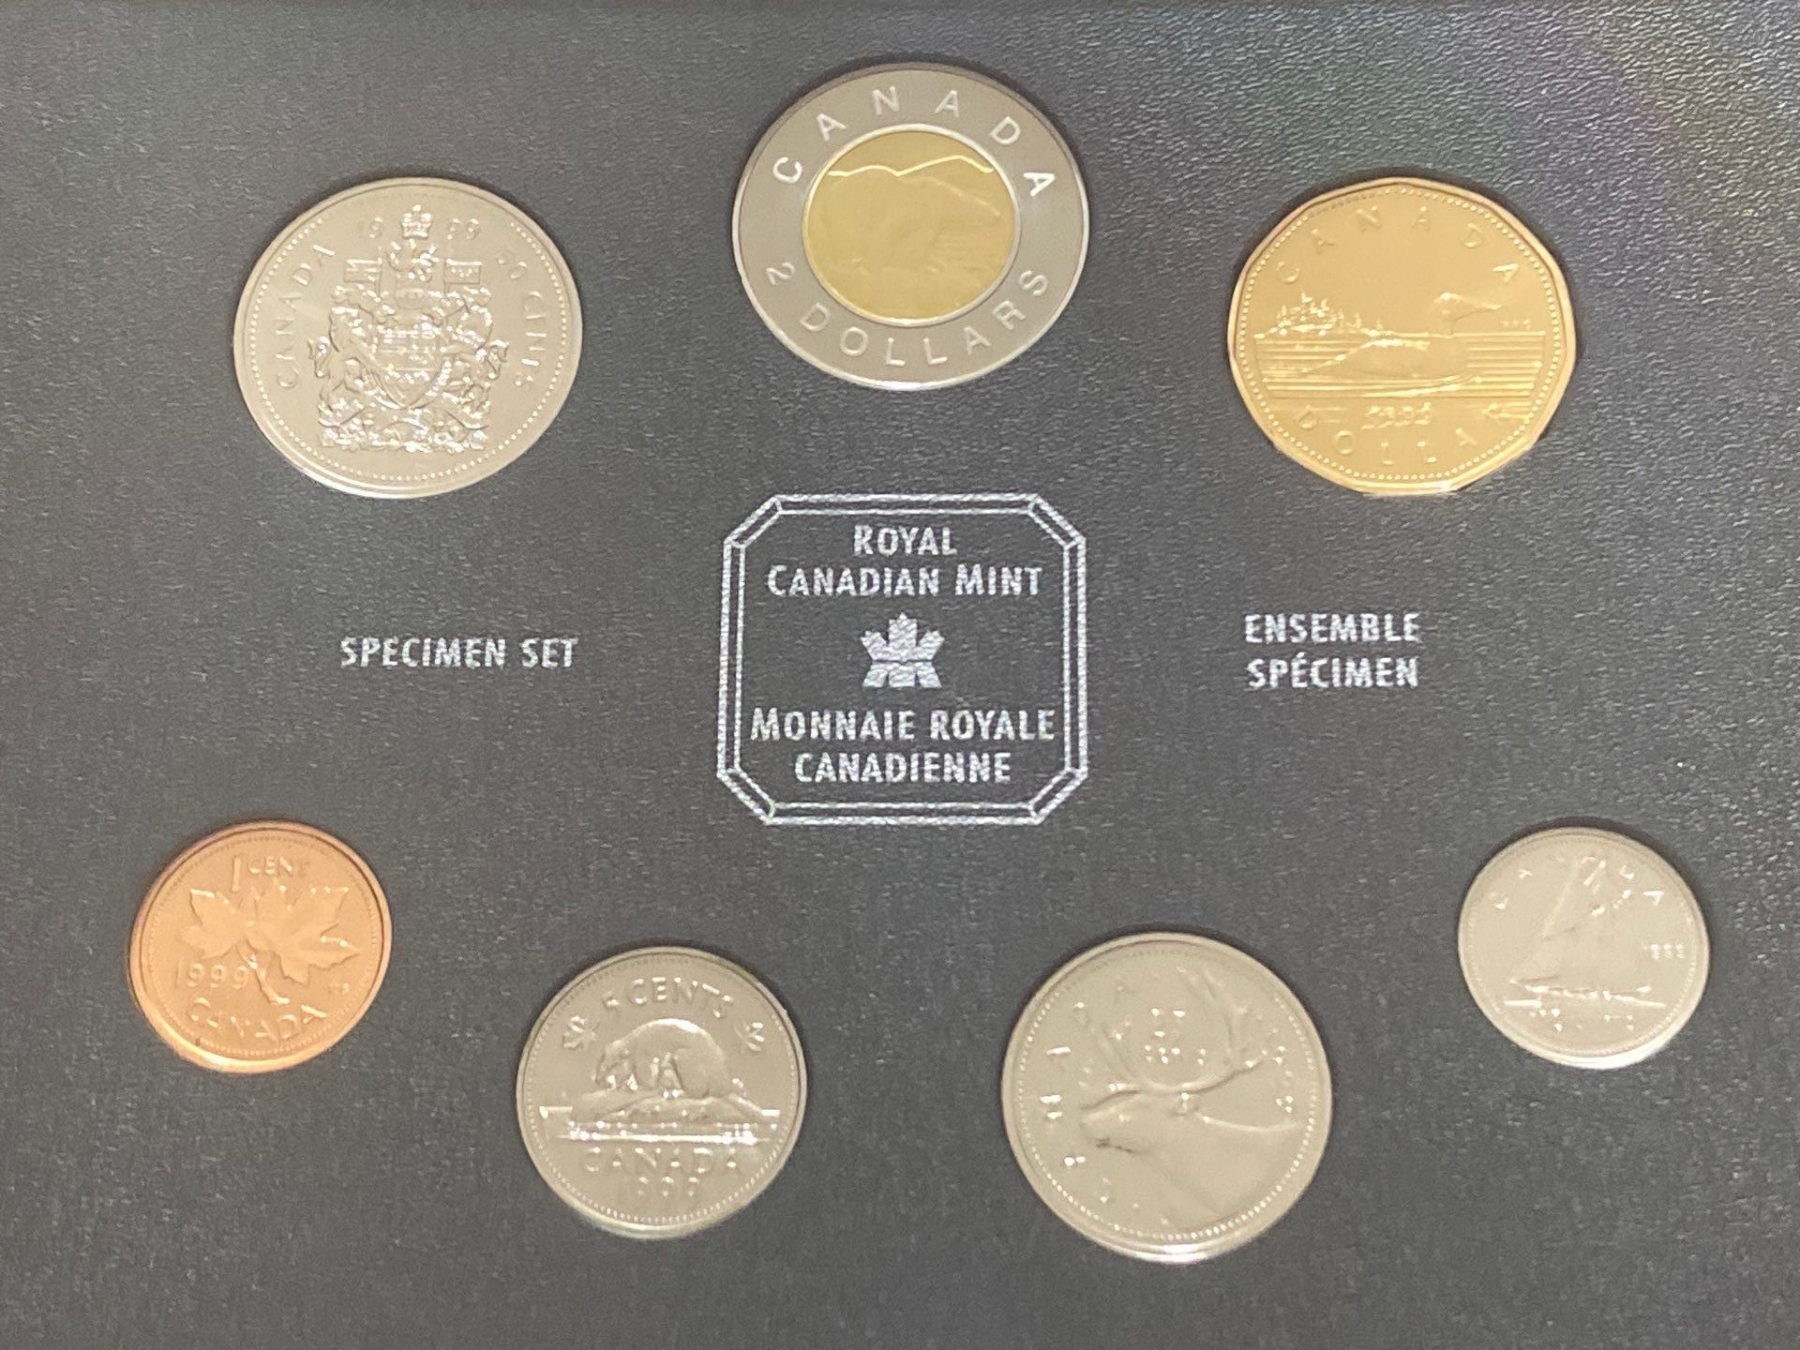 CANADA
2 DOLLARS
CANADA
1999
50 CENTS
CANADA
DOLLAR
ROYAL
CANADIAN MINT
MONNAIE ROYALE
CANADIENNE
SPECIMEN SET
ENSEMBLE
SPÉCIMEN
1 CENT
1999
CANADA
5 CENTS
CANADA
1999